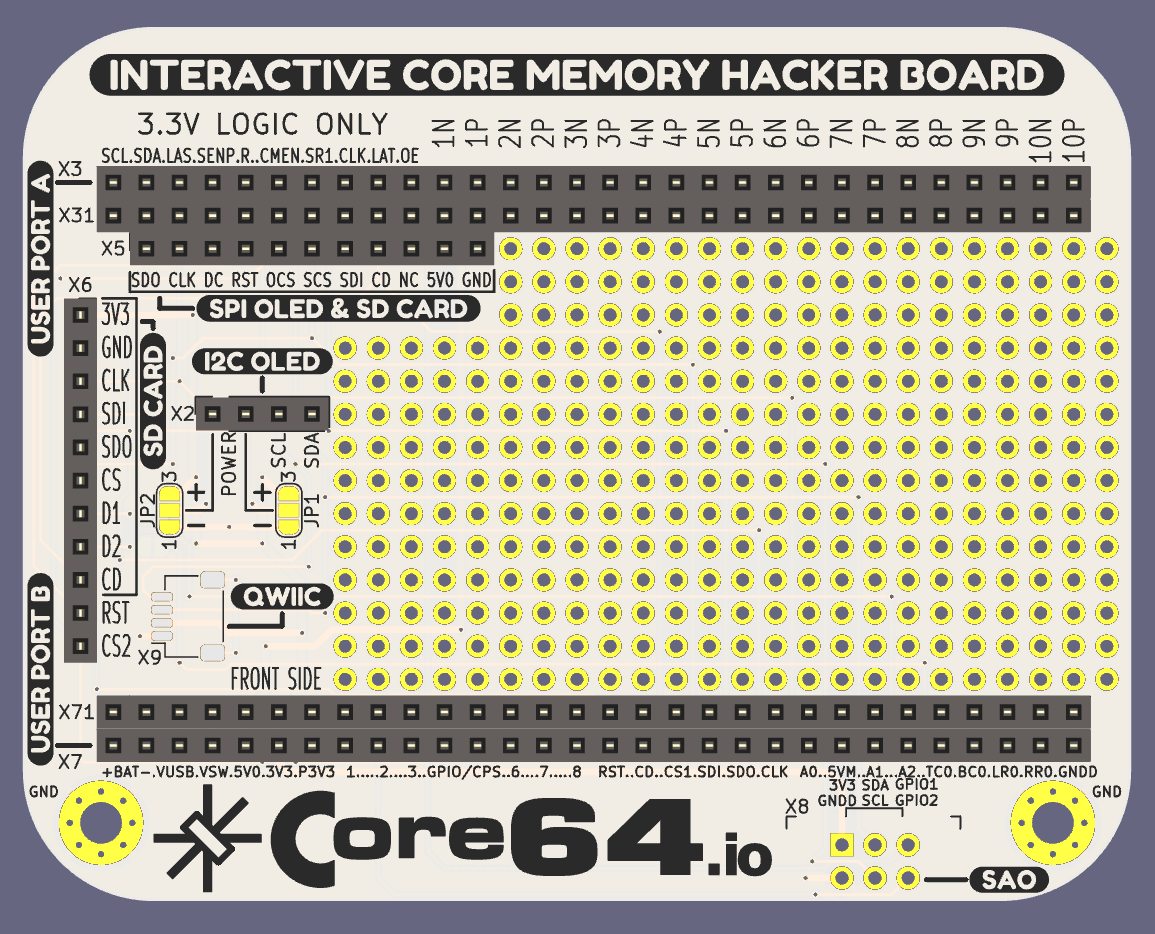 INTERACTIVE CORE MEMORY HACKER BOARD
3.3V LOGIC ONLY
1N 1P 2N 2P 3N 3P 4N 4P 5N 5P 6N 6P 7N 7P 8N 8P 9N 9P 10N 10P
SCL.SDA.LAS.SENP.R..CMEN.SR1.CLK.LAT.OE
USER PORT A
X3
X31
X5
SDO CLK DC RST OCS SCS SDI CD NC 5V0 GND
SPI OLED & SD CARD
X6
3V3
GND
CLK
SDI
SDO
CS
D1
D2
CD
RST
CS2
SD CARD
I2C OLED
X2
POWER
SCL
SDA
JP2
3
+
-
1
+
-
3
1
JP1
QWIIC
X9
FRONT SIDE
USER PORT B
X71
X7
+BAT-.VUSB.VSW.5V0.3V3.P3V3 1.....2....3..GPIO/CPS..6....7.....8 RST..CD..CS1.SDI.SDO.CLK A0..5VM..A1...A2..TC0.BC0.LR0.RR0.GNDD
3V3 SDA GPIO1
GNDD SCL GPIO2
X8
GND
GND
Core64.io
SAO